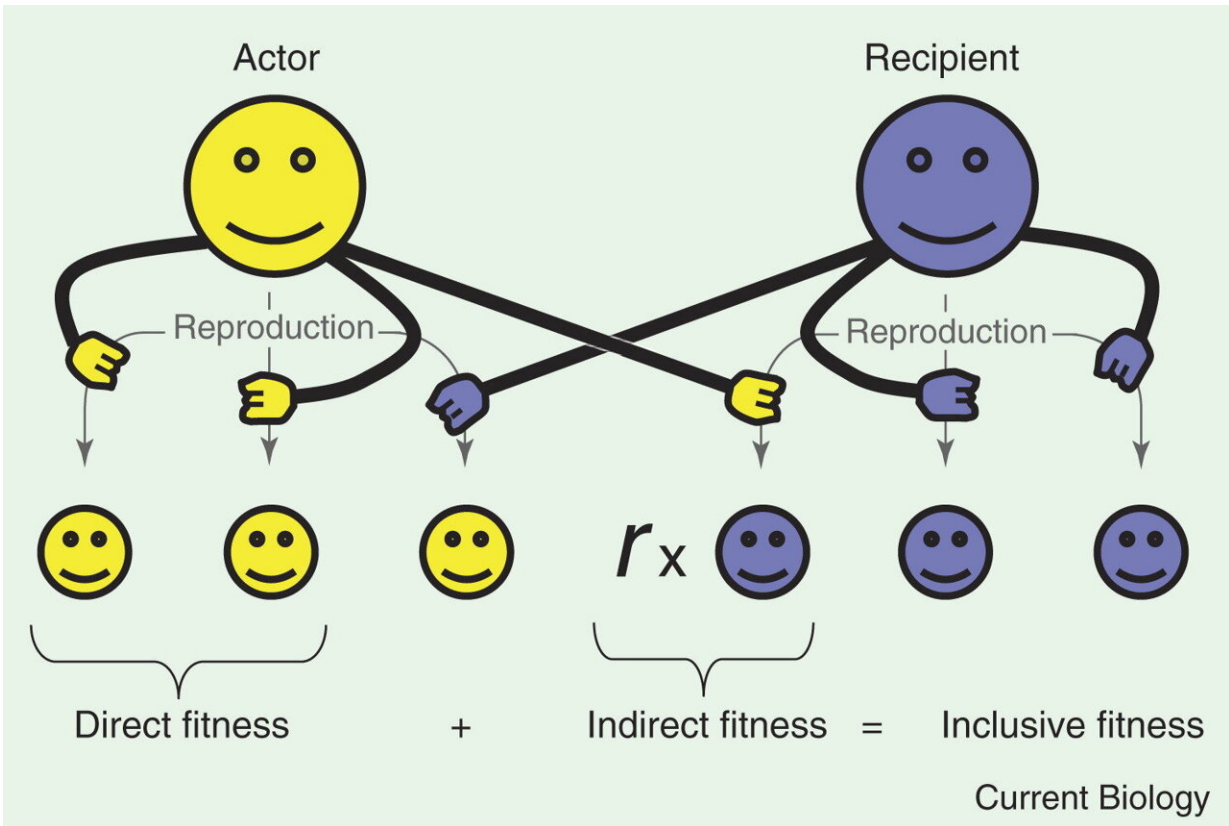 Actor
Recipient
Reproduction
Reproduction
r x
Direct fitness + Indirect fitness = Inclusive fitness
Current Biology